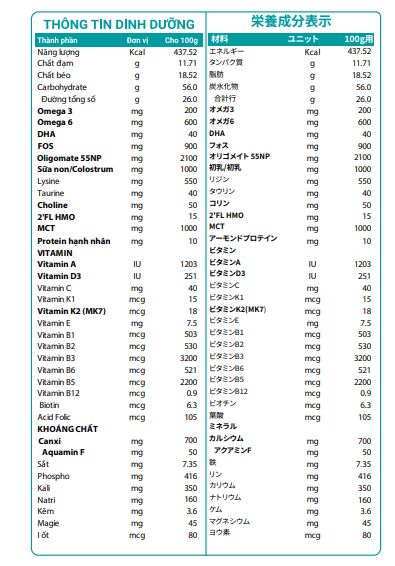 THÔNG TIN DINH DƯỠNG
Thành phần Đơn vị Cho 100g
Năng lượng Kcal 437.52
Chất đạm g 11.71
Chất béo g 18.52
Carbohydrate g 56.0
Đường tổng số g 26.0
Omega 3 mg 200
Omega 6 mg 600
DHA mg 40
FOS mg 900
Oligomate 55NP mg 2100
Sữa non/Colostrum mg 1000
Lysine mg 550
Taurine mg 40
Choline mg 50
2'FL HMO mg 15
MCT mg 1000
Protein hạnh nhân mg 10
VITAMIN
Vitamin A IU 1203
Vitamin D3 IU 251
Vitamin C mg 40
Vitamin K1 mcg 15
Vitamin K2 (MK7) mcg 18
Vitamin E mg 7.5
Vitamin B1 mcg 503
Vitamin B2 mcg 530
Vitamin B3 mcg 3200
Vitamin B6 mcg 521
Vitamin B5 mcg 2200
Vitamin B12 mcg 0.9
Biotin mcg 6.3
Acid Folic mcg 105
KHOÁNG CHẤT
Canxi mg 700
Aquamin F mg 50
Sắt mg 7.35
Phospho mg 416
Kali mg 350
Natri mg 160
Kẽm mg 3.6
Magie mg 45
I ốt mcg 80
栄養成分表示
材料 ユニット 100g用
エネルギー Kcal 437.52
タンパク質 g 11.71
脂肪 g 18.52
炭水化物 g 56.0
合計行 g 26.0
オメガ3 mg 200
オメガ6 mg 600
DHA mg 40
フォス mg 900
オリゴメイト 55NP mg 2100
初乳/初乳 mg 1000
リジン mg 550
タウリン mg 40
コリン mg 50
2'FL HMO mg 15
MCT mg 1000
アーモンドプロテイン mg 10
ビタミン
ビタミンA IU 1203
ビタミンD3 IU 251
ビタミンC mg 40
ビタミンK1 mcg 15
ビタミンK2(MK7) mcg 18
ビタミンE mg 7.5
ビタミンB1 mcg 503
ビタミンB2 mcg 530
ビタミンB3 mcg 3200
ビタミンB6 mcg 521
ビタミンB5 mcg 2200
ビタミンB12 mcg 0.9
ビオチン mcg 6.3
葉酸 mcg 105
ミネラル
カルシウム mg 700
アクアミンF mg 50
鉄 mg 7.35
リン mg 416
カリウム mg 350
ナトリウム mg 160
ケム mg 3.6
マグネシウム mg 45
ヨウ素 mcg 80